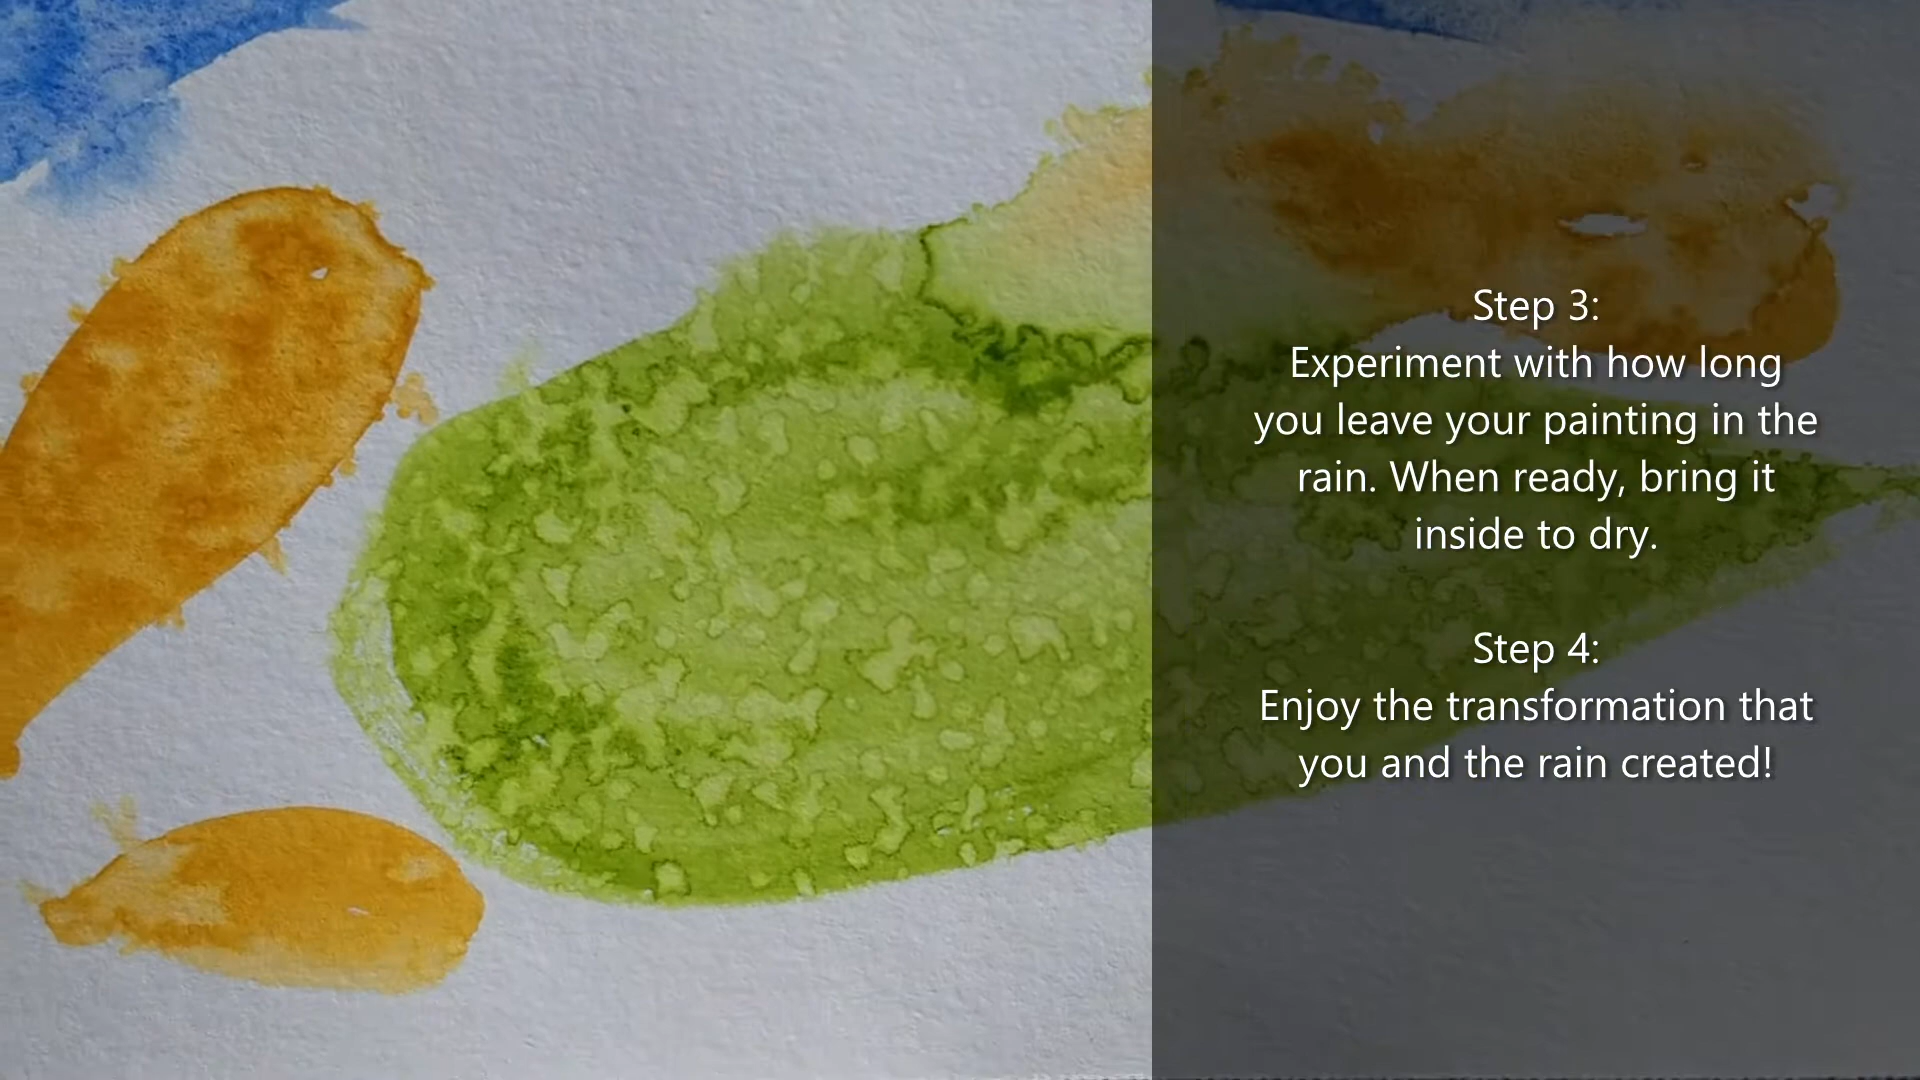 Step 3:
Experiment with how long
you leave your painting in the
rain. When ready, bring it
inside to dry.
Step 4:
Enjoy the transformation that
you and the rain created!